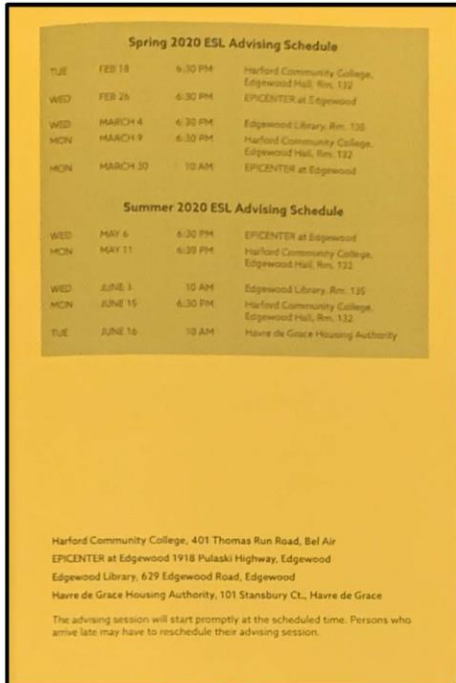 Spring 2020 ESL Advising Schedule
TUE FEB 18 6:30 PM Harford Community College,
Edgewood Hall, Rm. 132
WED FEB 26 6:30 PM EPICENTER at Edgewood
WED MARCH 4 6:30 PM Edgewood Library, Rm.
MON MARCH 9 6:30 PM Harford Community College,
Edgewood Hall, Rm. 132
MON MARCH 30 10 AM EPICENTER at Edgewood
Summer 2020 ESL Advising Schedule
WED MAY 6 6:30 PM EPICENTER at Edgewood
MON MAY 11 6:30 PM Harford Community College,
Edgewood Hall, Rm. 132
WED JUNE 3 10 AM Edgewood Library, Rm.
MON JUNE 15 6:30 PM Harford Community College,
Edgewood Hall, Rm. 132
TUE JUNE 16 10 AM Havre de Grace Housing Authority
Harford Community College, 401 Thomas Run Road, Bel Air
EPICENTER at Edgewood 1918 Pulaski Highway, Edgewood
Edgewood Library, 629 Edgewood Road, Edgewood
Havre de Grace Housing Authority, 101 Stansbury Ct., Havre de Grace
The advising session will start promptly at the scheduled time. Persons who
arrive late may have to reschedule their advising session.